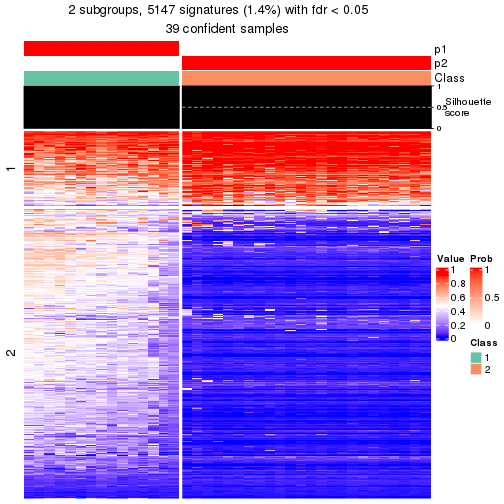 2 subgroups, 5147 signatures (1.4%) with fdr < 0.05
39 confident samples
p1
p2
Class
1
0.5
0
Silhouette
score
1
2
Value
1
0.8
0.6
0.4
0.2
0
Prob
1
0.5
0
Class
1
2